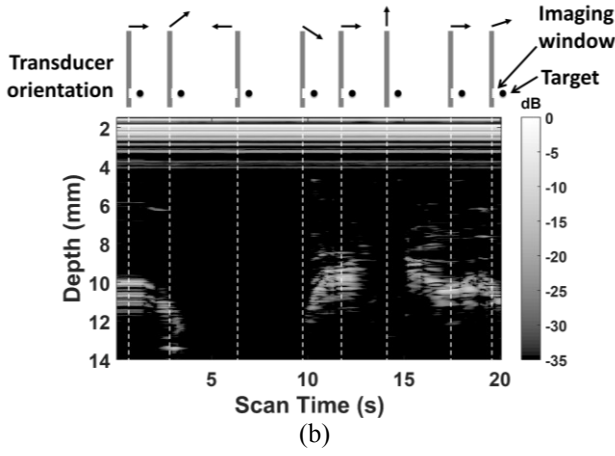 Transducer
orientation
Imaging
window
Target
dB
0
-5
-10
-15
-20
-25
-30
-35
2
4
6
8
10
12
14
Depth (mm)
5
10
15
20
Scan Time (s)
(b)